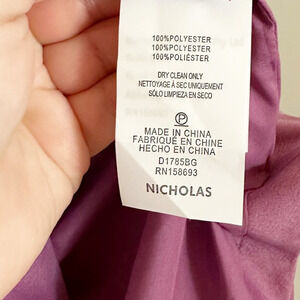 100%POLYESTER
100%POLYESTER
100%POLIÉSTER
DRY CLEAN ONLY
NETTOYAGE À SEC UNIQUEMENT
SÓLO LIMPIEZA EN SECO
P
MADE IN CHINA
FABRIQUÉ EN CHINE
HECHO EN CHINA
D1785BG
RN158693
NICHOLAS